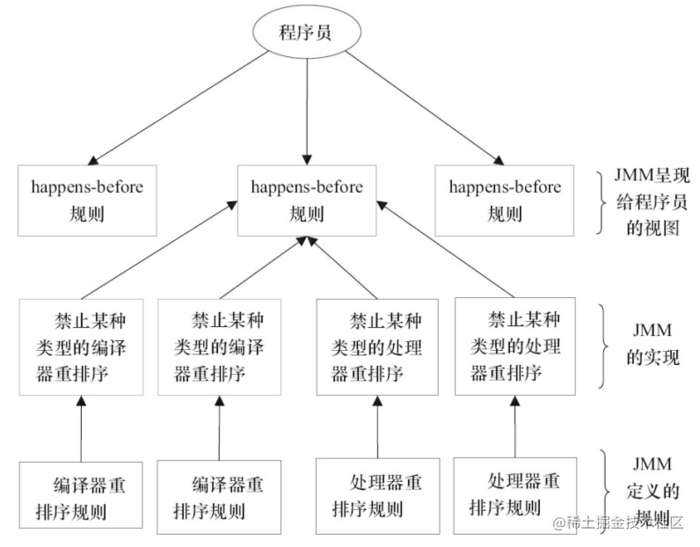 程序员
happens-before
规则
happens-before
规则
happens-before
规则
JMM呈现
给程序员
的视图
禁止某种
类型的编译
器重排序
禁止某种
类型的编译
器重排序
禁止某种
类型的处理
器重排序
禁止某种
类型的处理
器重排序
JMM
的实现
编译器重
排序规则
编译器重
排序规则
处理器重
排序规则
处理器重
排序规则
JMM
定义的
规则
@稀土掘金技术社区